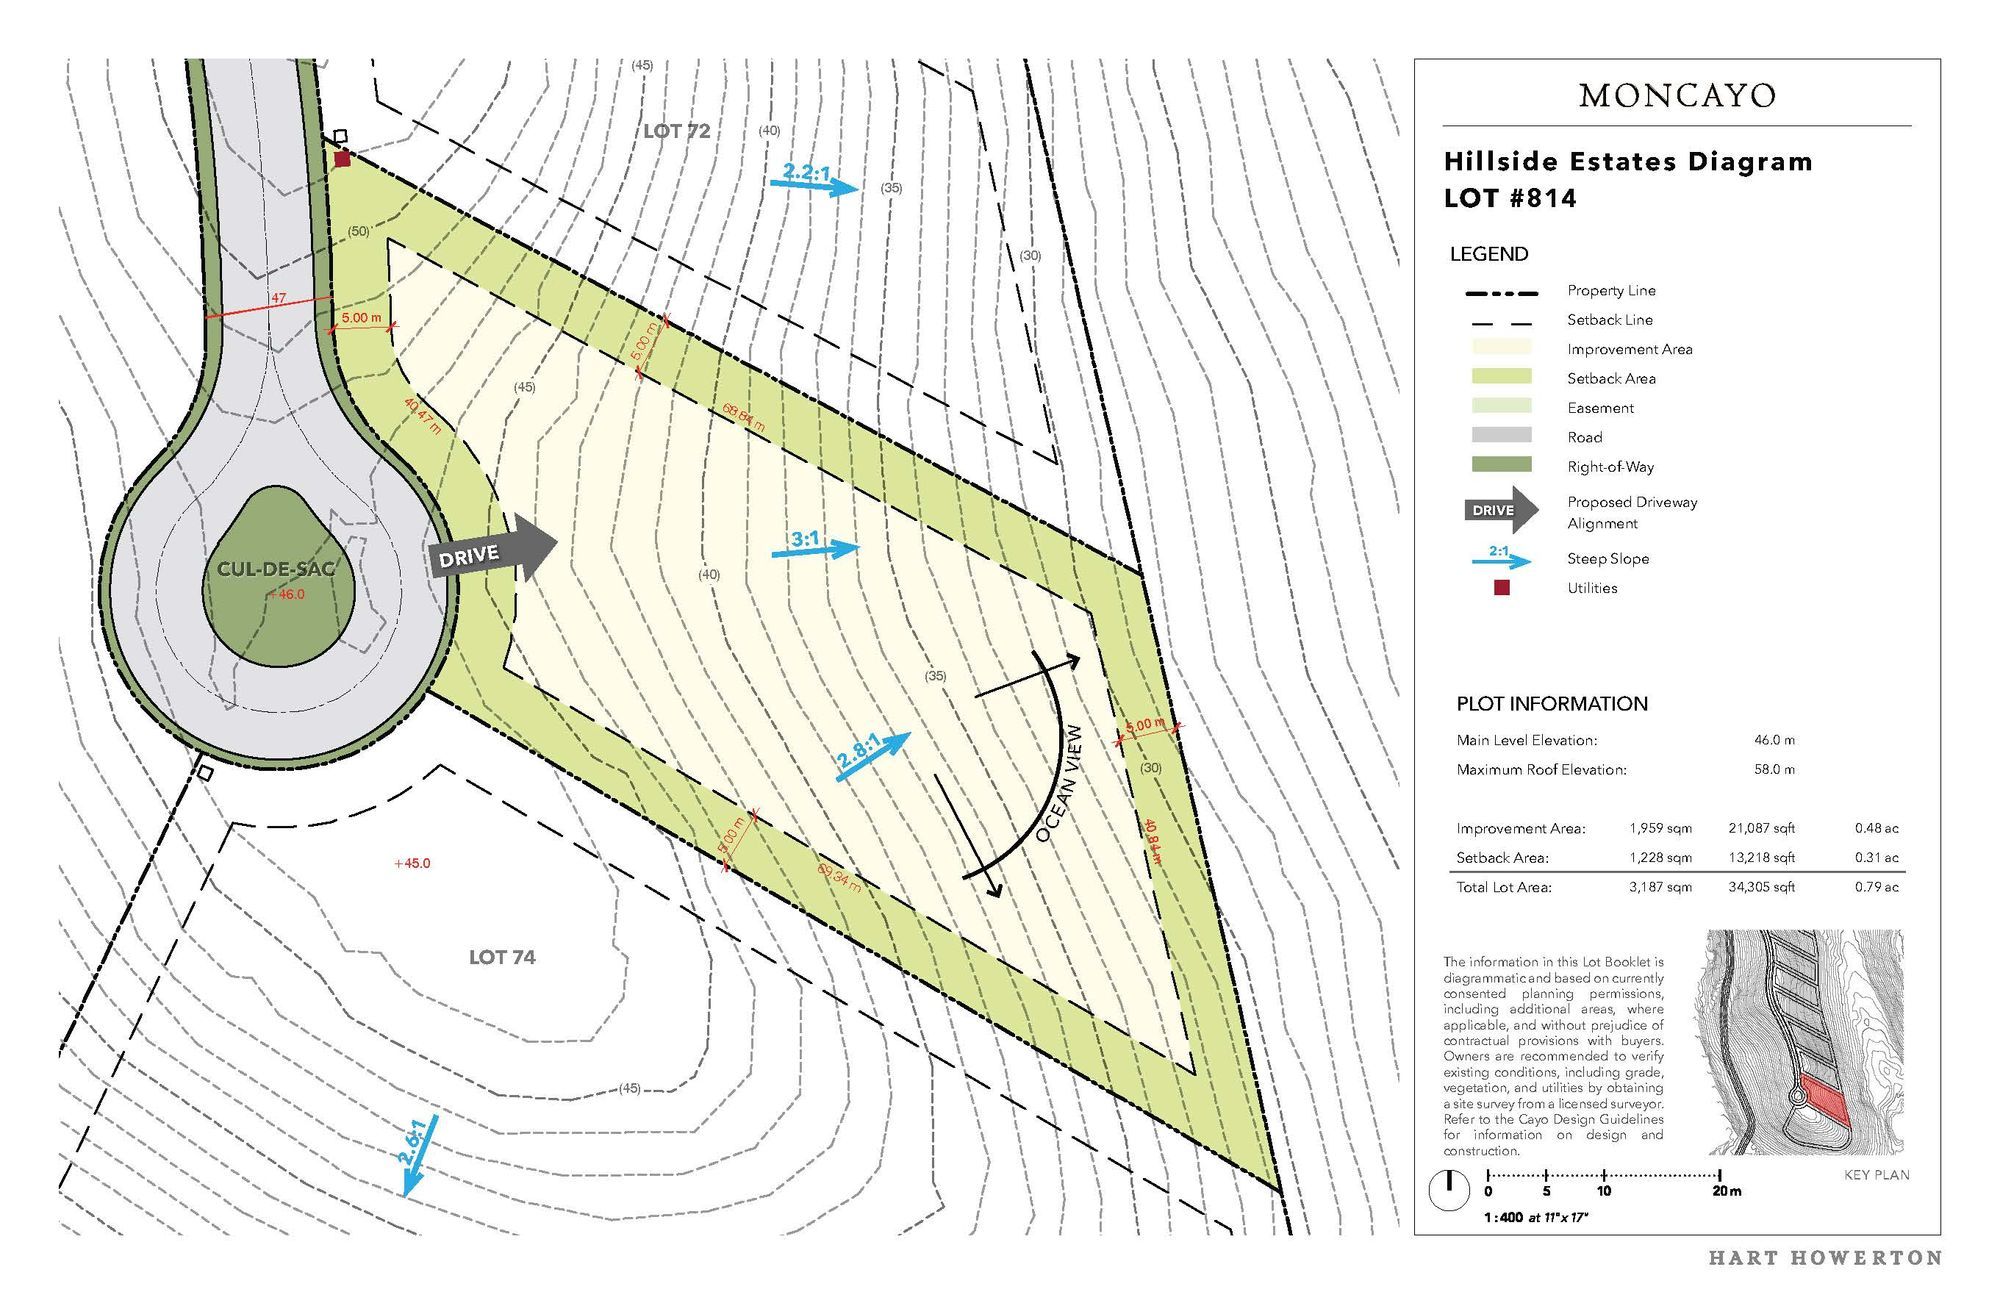 (45)
LOT 72
(40)
2.2:1
(35)
(50)
(30)
47
5.00 m
5.00 m
(45)
40.47 m
68.84 m
DRIVE
3:1
CUL-DE-SAC
+46.0
(40)
(35)
5.00 m
OCEAN VIEW
2.8:1
(30)
5.00 m
40.84 m
+45.0
69.34 m
LOT 74
(45)
2.6:1
MONCAYO
Hillside Estates Diagram
LOT #814
LEGEND
Property Line
Setback Line
Improvement Area
Setback Area
Easement
Road
Right-of-Way
DRIVE Proposed Driveway
Alignment
2:1 Steep Slope
Utilities
PLOT INFORMATION
Main Level Elevation: 46.0 m
Maximum Roof Elevation: 58.0 m
Improvement Area: 1,959 sqm 21,087 sqft 0.48 ac
Setback Area: 1,228 sqm 13,218 sqft 0.31 ac
Total Lot Area: 3,187 sqm 34,305 sqft 0.79 ac
The information in this Lot Booklet is
diagrammatic and based on currently
consented planning permissions,
including additional areas, where
applicable, and without prejudice of
contractual provisions with buyers.
Owners are recommended to verify
existing conditions, including grade,
vegetation, and utilities by obtaining
a site survey from a licensed surveyor.
Refer to the Cayo Design Guidelines
for information on design and
construction.
KEY PLAN
0 5 10 20m
1:400 at 11"x 17"
HART HOWERTON